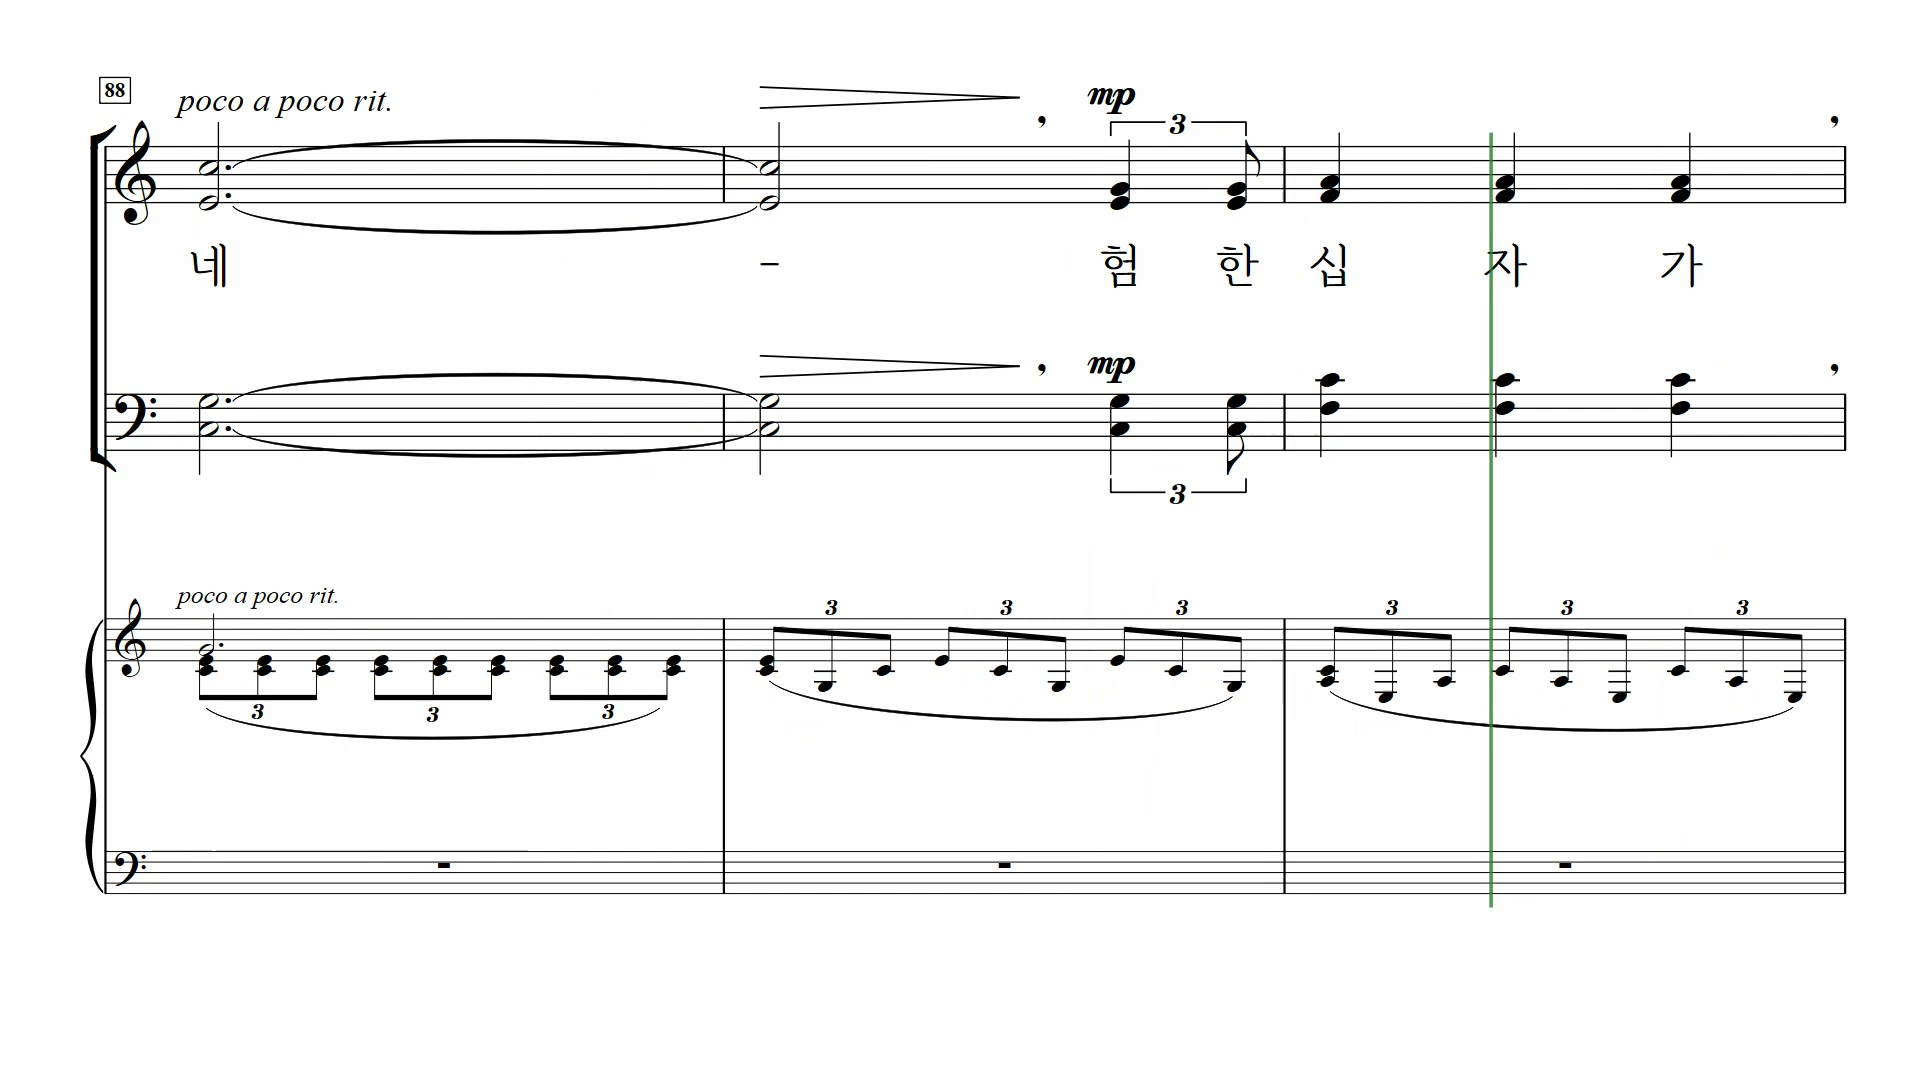 88
poco a poco rit.
mp
3
네 - 험 한 십 자 가
mp
3
poco a poco rit.
3 3 3 3 3 3
3 3 3